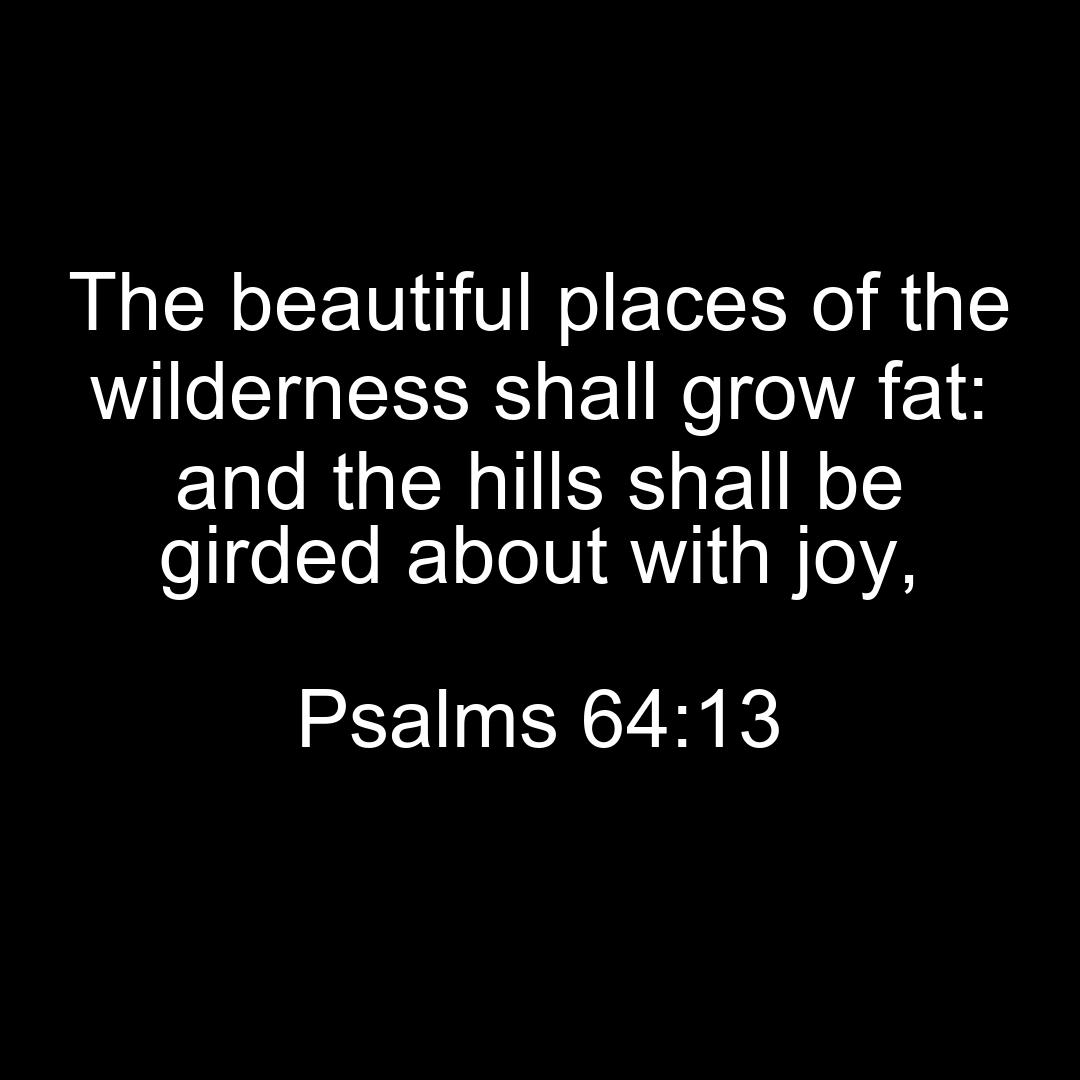 The beautiful places of the
wilderness shall grow fat:
and the hills shall be
girded about with joy,
Psalms 64:13